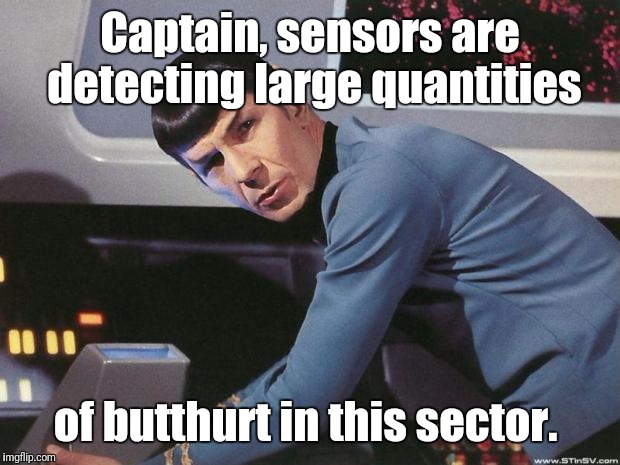 Captain, sensors are
detecting large quantities
of butthurt in this sector.
imgflip.com
www.STinSV.com